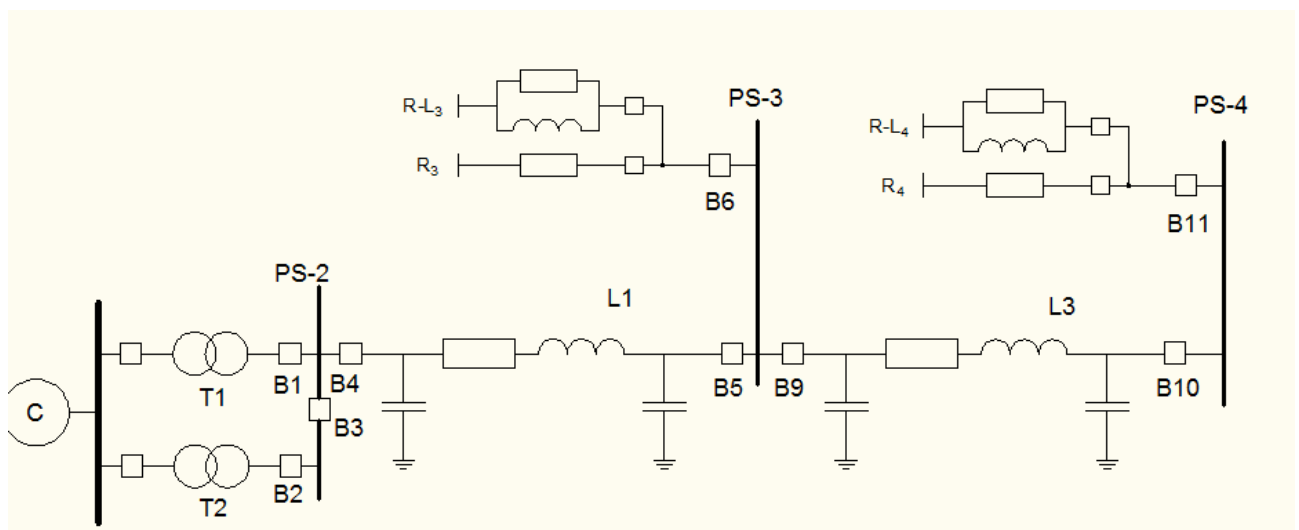 R-L₃
R₃
B6
PS-3
R-L₄
R₄
B11
PS-4
PS-2
L1
L3
C
T1
B1
B4
B3
T2
B2
B5
B9
B10